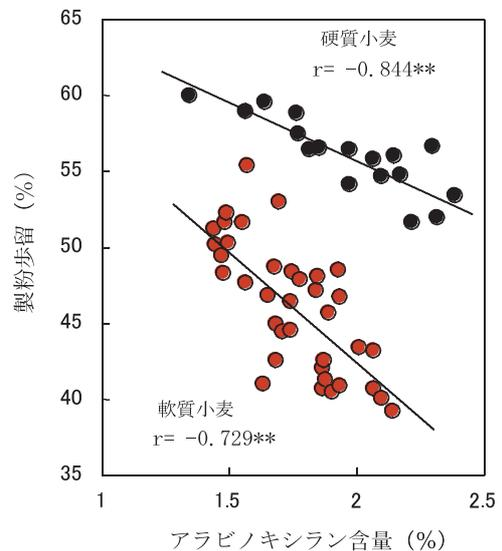 65
60
55
50
45
40
35
1
1.5
2
2.5
硬質小麦
r= -0.844**
軟質小麦
r= -0.729**
製粉歩留 (%)
アラビノキシラン含量 (%)